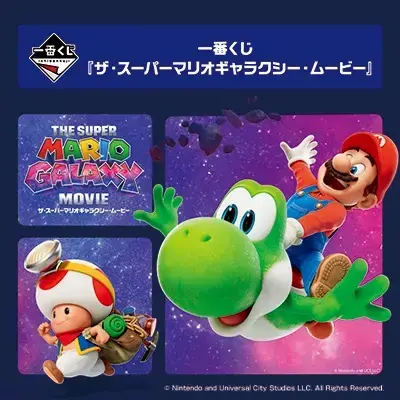 一番くじ
ichibankuji
一番くじ
『ザ・スーパーマリオギャラクシー・ムービー』
THE SUPER
MARIO
GALAXY
MOVIE
ザ・スーパーマリオギャラクシー・ムービー
© Nintendo and Universal City Studios LLC. All Rights Reserved.